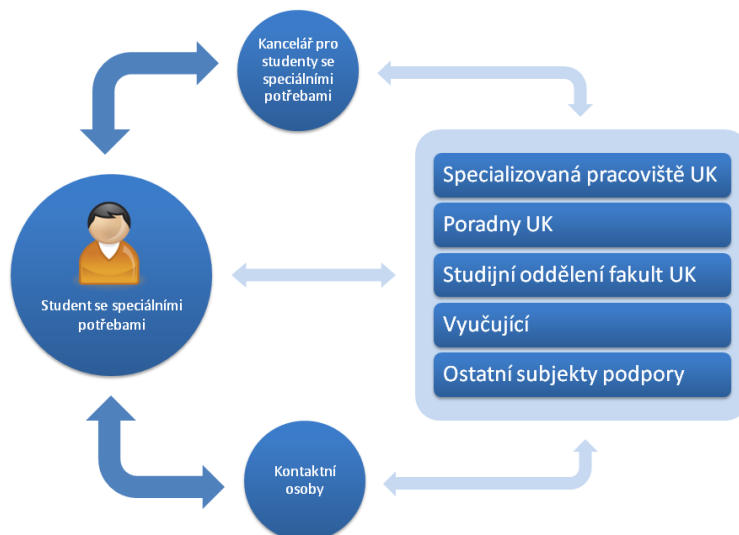 Kancelář pro
studenty se
speciálními
potřebami
Specializovaná pracoviště UK
Poradny UK
Studijní oddělení fakult UK
Vyučující
Ostatní subjekty podpory
Student se speciálními
potřebami
Kontaktní
osoby